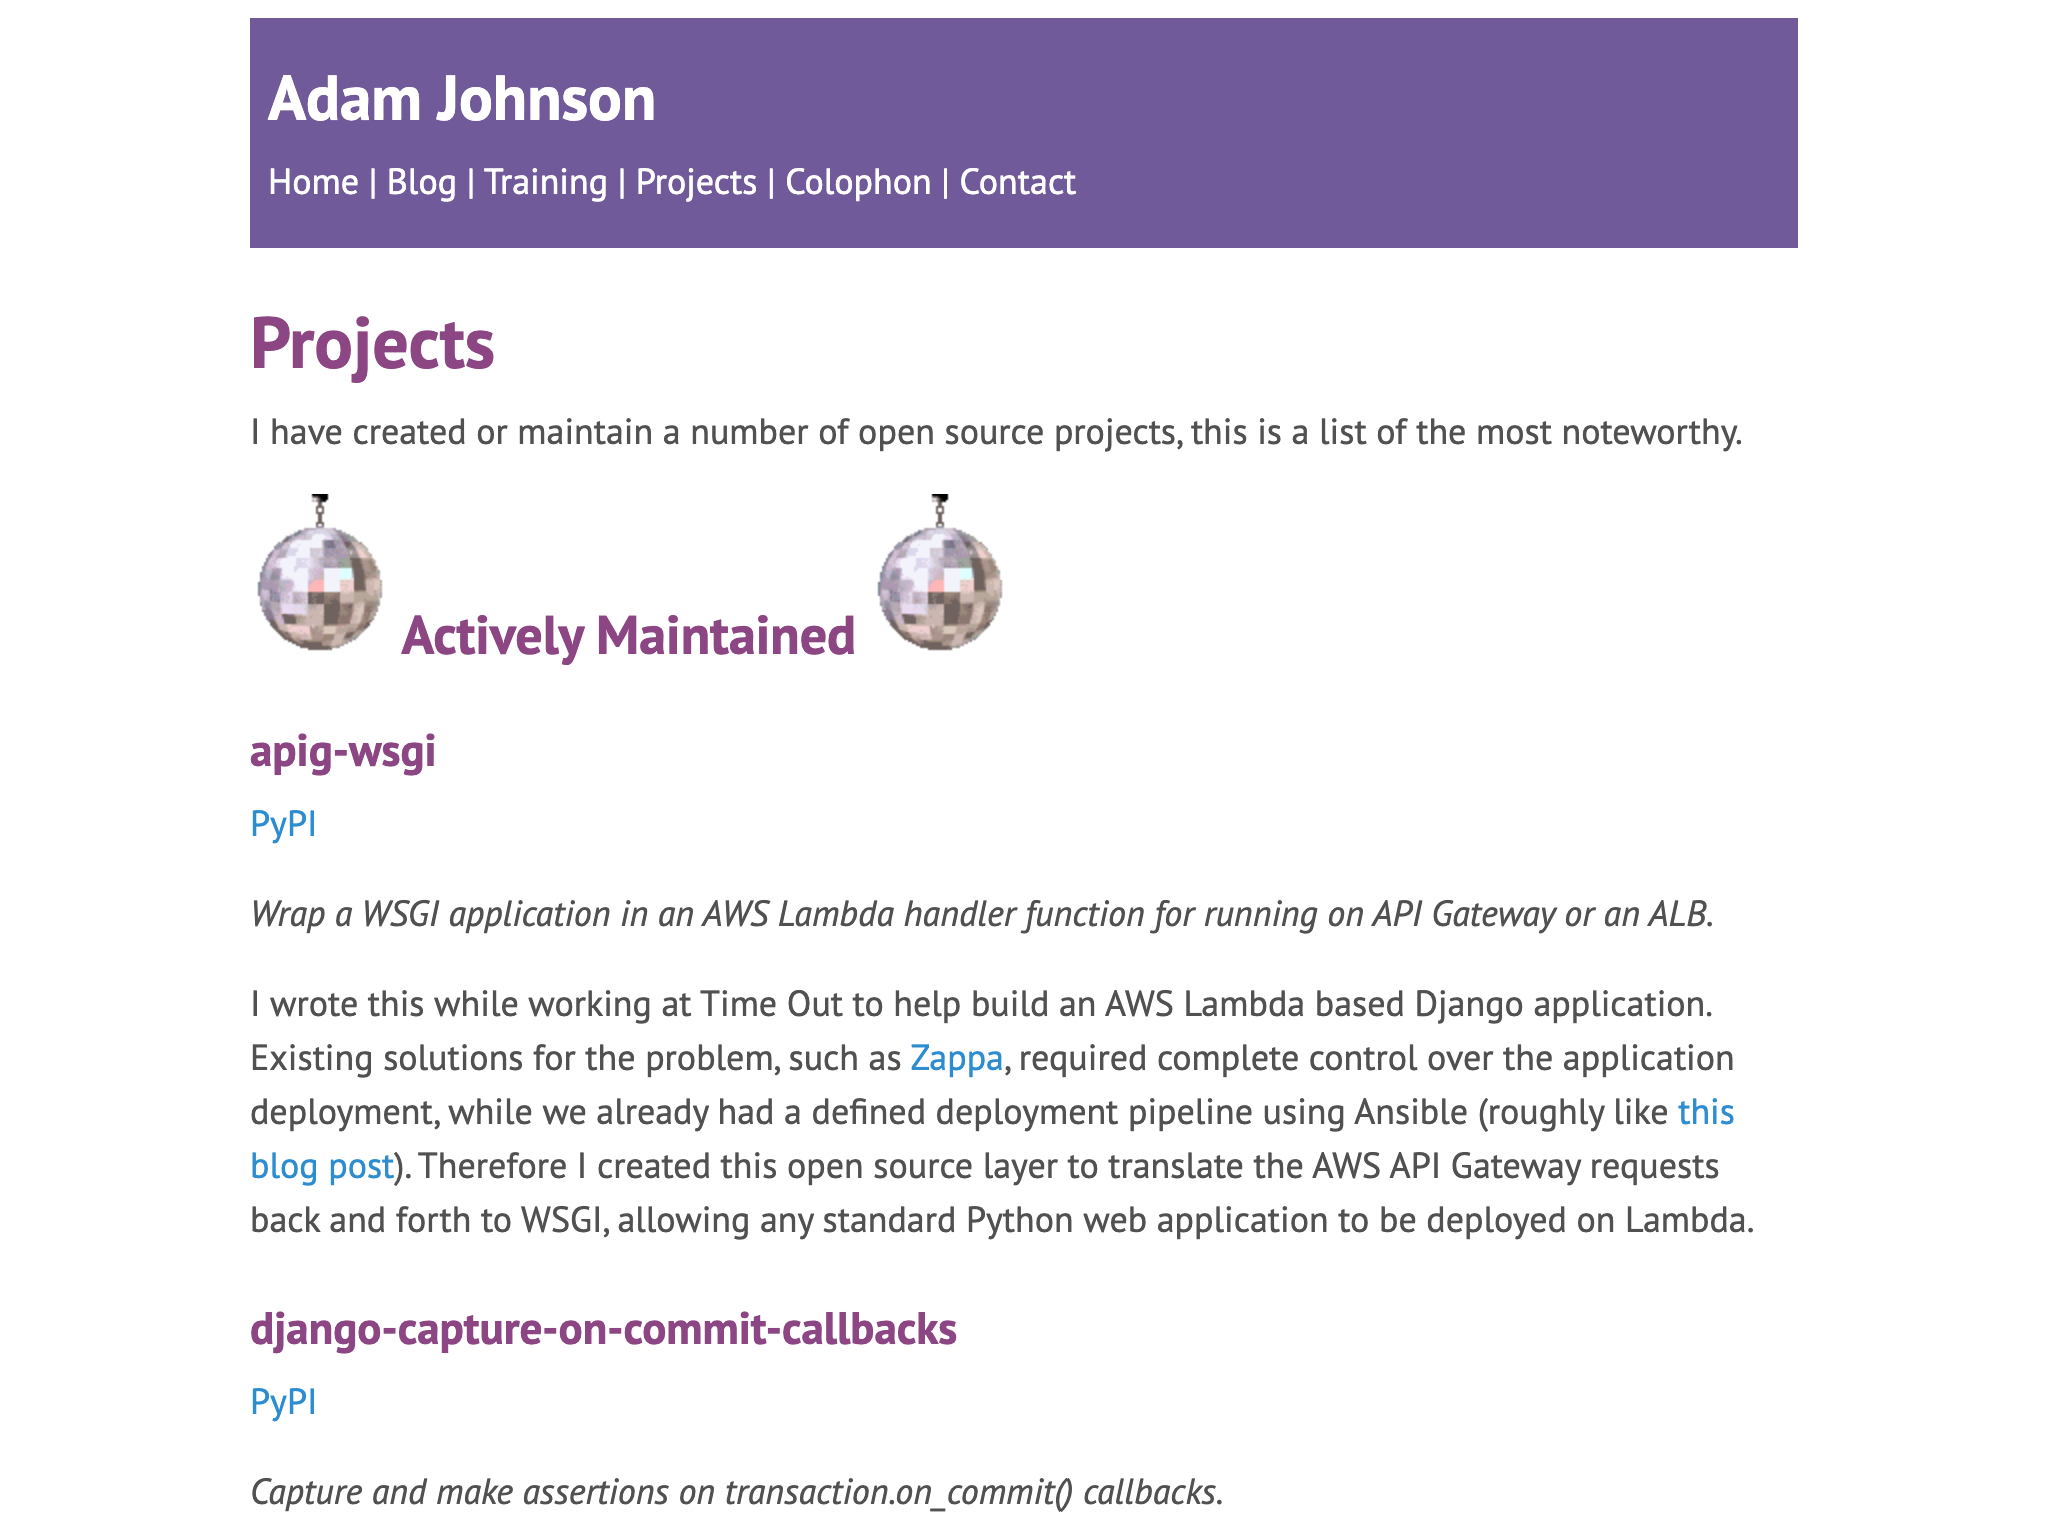 Adam Johnson
Home | Blog | Training | Projects | Colophon | Contact
Projects
I have created or maintain a number of open source projects, this is a list of the most noteworthy.
Actively Maintained
apig-wsgi
PyPI
Wrap a WSGI application in an AWS Lambda handler function for running on API Gateway or an ALB.
I wrote this while working at Time Out to help build an AWS Lambda based Django application.
Existing solutions for the problem, such as Zappa, required complete control over the application
deployment, while we already had a defined deployment pipeline using Ansible (roughly like this
blog post). Therefore I created this open source layer to translate the AWS API Gateway requests
back and forth to WSGI, allowing any standard Python web application to be deployed on Lambda.
django-capture-on-commit-callbacks
PyPI
Capture and make assertions on transaction.on_commit() callbacks.